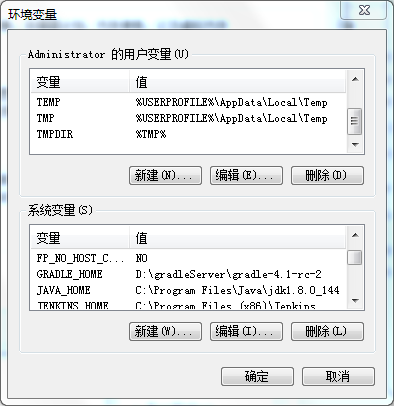 环境变量
Administrator 的用户变量(U)
变量 值
TEMP %USERPROFILE%\AppData\Local\Temp
TMP %USERPROFILE%\AppData\Local\Temp
TMPDIR %TMP%
新建(N)... 编辑(E)... 删除(D)
系统变量(S)
变量 值
FP_NO_HOST_C... NO
GRADLE_HOME D:\gradleServer\gradle-4.1-rc-2
JAVA_HOME C:\Program Files\Java\jdk1.8.0_144
JENKINS_HOME C:\Program Files (x86)\Jenkins
新建(W)... 编辑(I)... 删除(L)
确定 取消